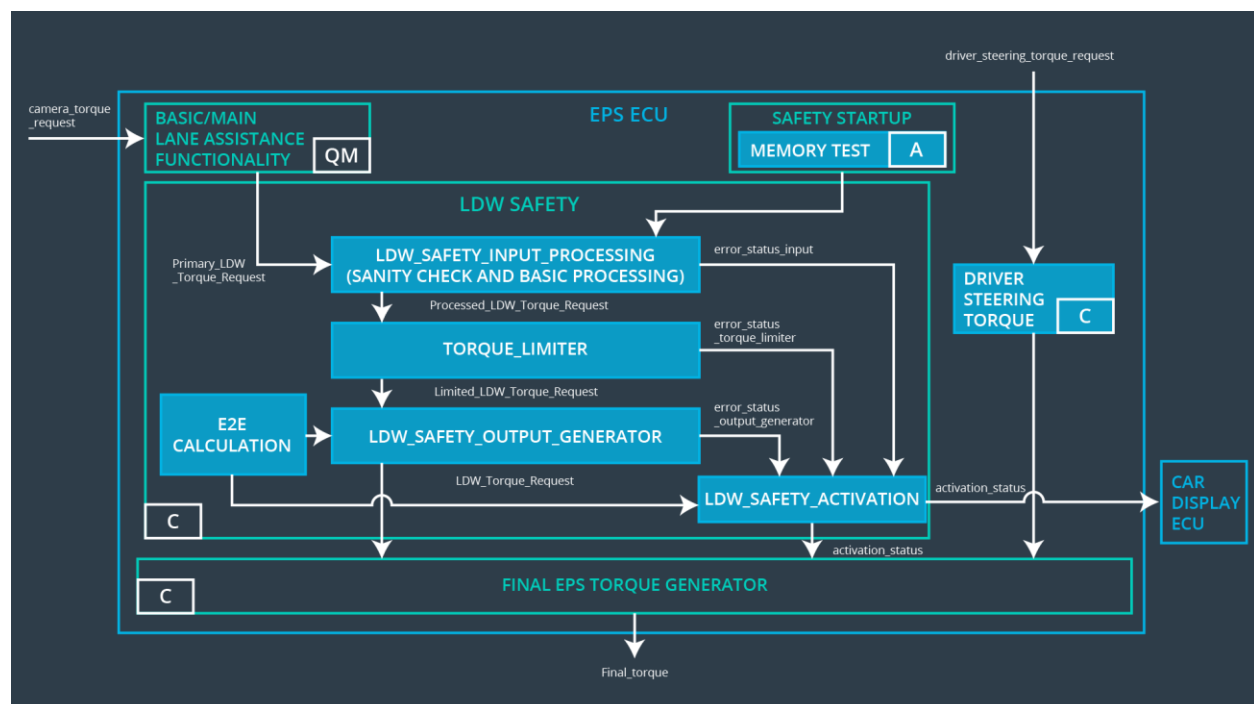 driver_steering_torque_request
camera_torque
_request
BASIC/MAIN
LANE ASSISTANCE
FUNCTIONALITY
QM
EPS ECU
SAFETY STARTUP
MEMORY TEST
A
LDW SAFETY
Primary_LDW
_Torque_Request
LDW_SAFETY_INPUT_PROCESSING
(SANITY CHECK AND BASIC PROCESSING)
error_status_input
DRIVER
STEERING
TORQUE
C
Processed_LDW_Torque_Request
TORQUE_LIMITER
error_status
_torque_limiter
Limited_LDW_Torque_Request
E2E
CALCULATION
LDW_SAFETY_OUTPUT_GENERATOR
error_status
_output_generator
LDW_Torque_Request
LDW_SAFETY_ACTIVATION
activation_status
CAR
DISPLAY
ECU
C
activation_status
C
FINAL EPS TORQUE GENERATOR
Final_torque